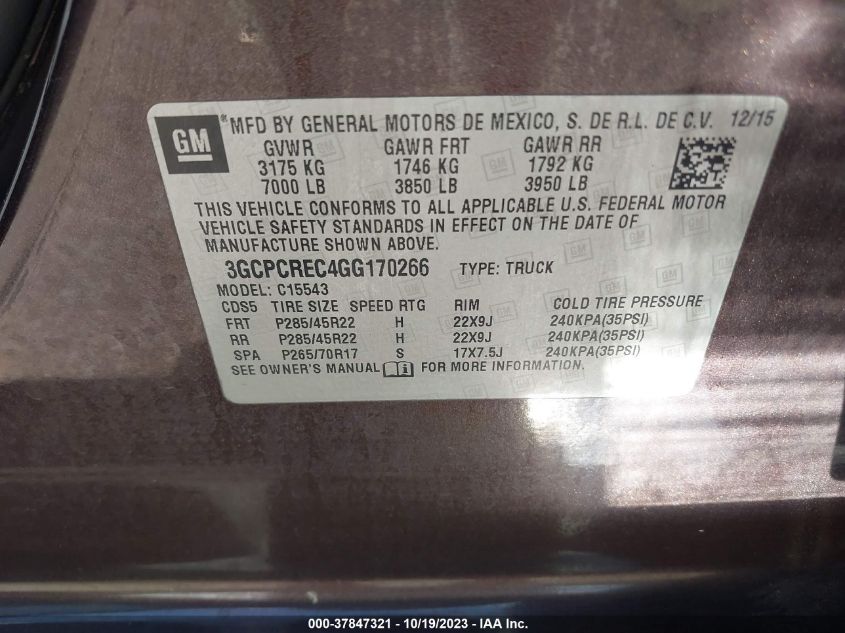 GM ® MFD BY GENERAL MOTORS DE MEXICO, S. DE R.L. DE C.V. 12/15
GVWR GAWR FRT GAWR RR
3175 KG 1746 KG 1792 KG
7000 LB 3850 LB 3950 LB
THIS VEHICLE CONFORMS TO ALL APPLICABLE U.S. FEDERAL MOTOR
VEHICLE SAFETY STANDARDS IN EFFECT ON THE DATE OF
MANUFACTURE SHOWN ABOVE.
3GCPCREC4GG170266 TYPE: TRUCK
MODEL: C15543
CDS5 TIRE SIZE SPEED RTG RIM COLD TIRE PRESSURE
FRT P285/45R22 H 22X9J 240KPA(35PSI)
RR P285/45R22 H 22X9J 240KPA(35PSI)
SPA P265/70R17 S 17X7.5J 240KPA(35PSI)
SEE OWNER'S MANUAL FOR MORE INFORMATION.
000-37847321 - 10/19/2023 - IAA Inc.